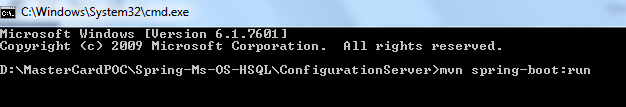 C:\Windows\System32\cmd.exe
Microsoft Windows [Version 6.1.7601]
Copyright (c) 2009 Microsoft Corporation.  All rights reserved.
D:\MasterCardPOC\Spring-Ms-OS-HSQL\ConfigurationServer>mvn spring-boot:run